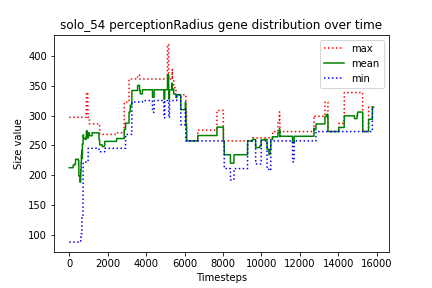 solo_54 perceptionRadius gene distribution over time
max
mean
min
Size value
400
350
300
250
200
150
100
0
2000
4000
6000
8000
10000
12000
14000
16000
Timesteps